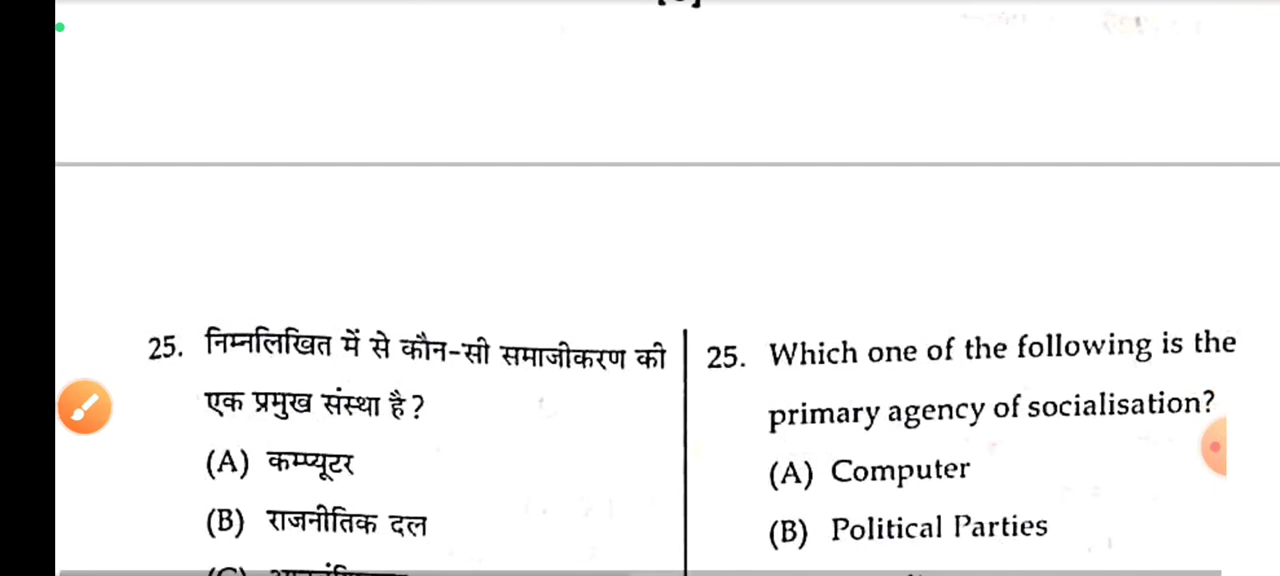 25. निम्नलिखित में से कौन-सी समाजीकरण की
एक प्रमुख संस्था है?
(A) कम्प्यूटर
(B) राजनीतिक दल
25. Which one of the following is the
primary agency of socialisation?
(A) Computer
(B) Political Parties